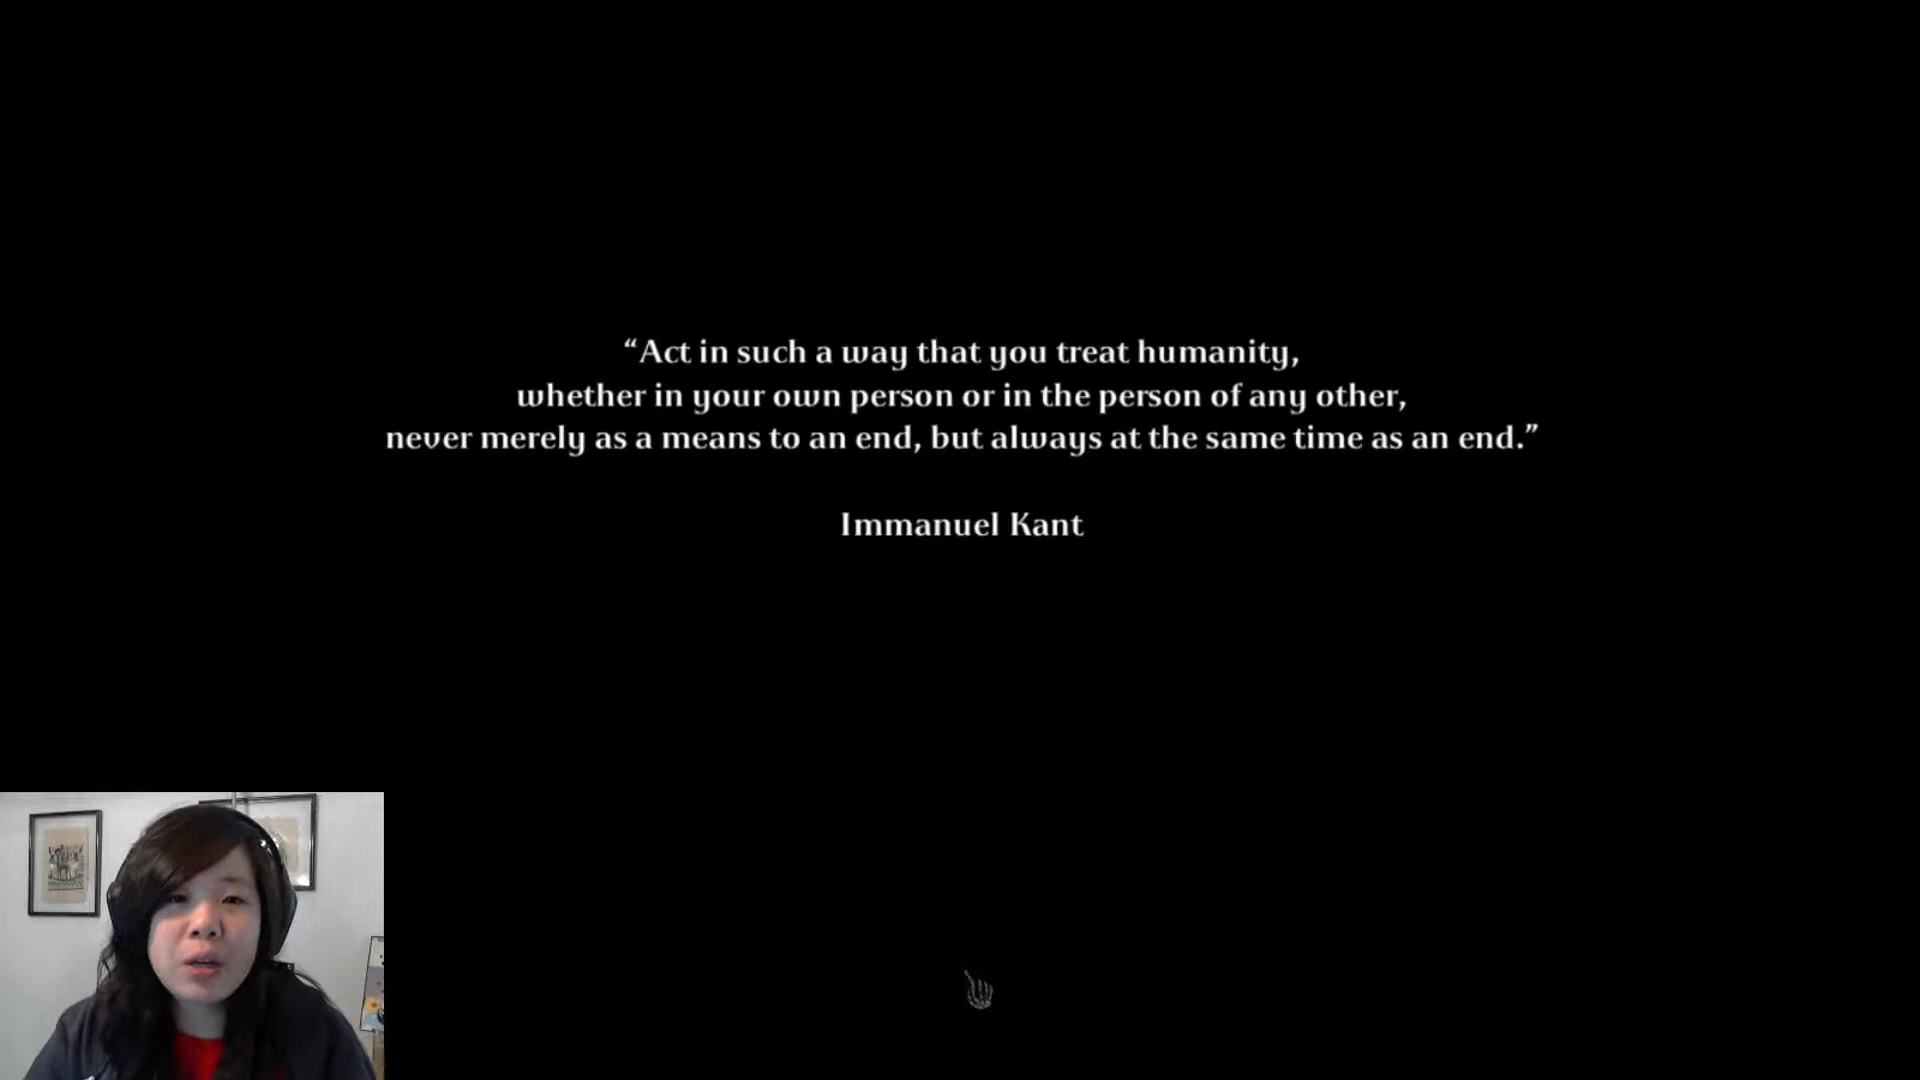 “Act in such a way that you treat humanity,
whether in your own person or in the person of any other,
never merely as a means to an end, but always at the same time as an end.”
Immanuel Kant